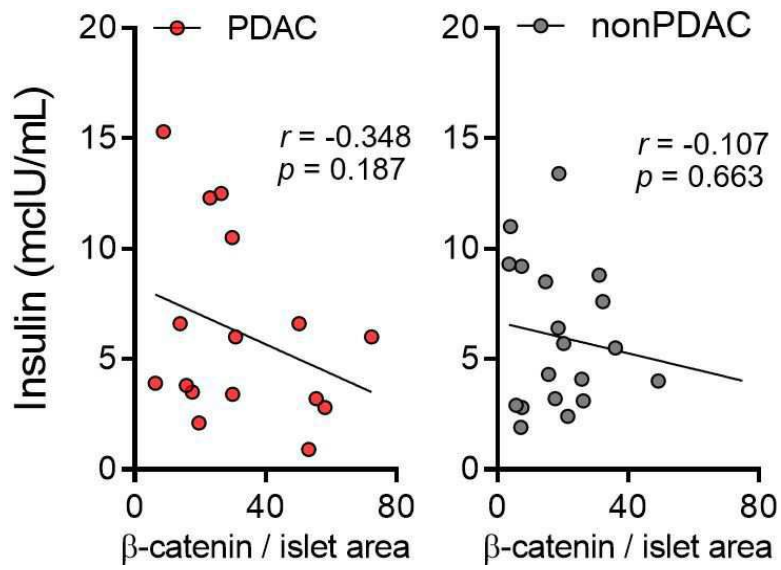 PDAC
nonPDAC
20
15
10
5
0
Insulin (mcIU/mL)
r = -0.348
p = 0.187
0 40 80
β-catenin / islet area
20
15
10
5
0
r = -0.107
p = 0.663
0 40 80
β-catenin / islet area